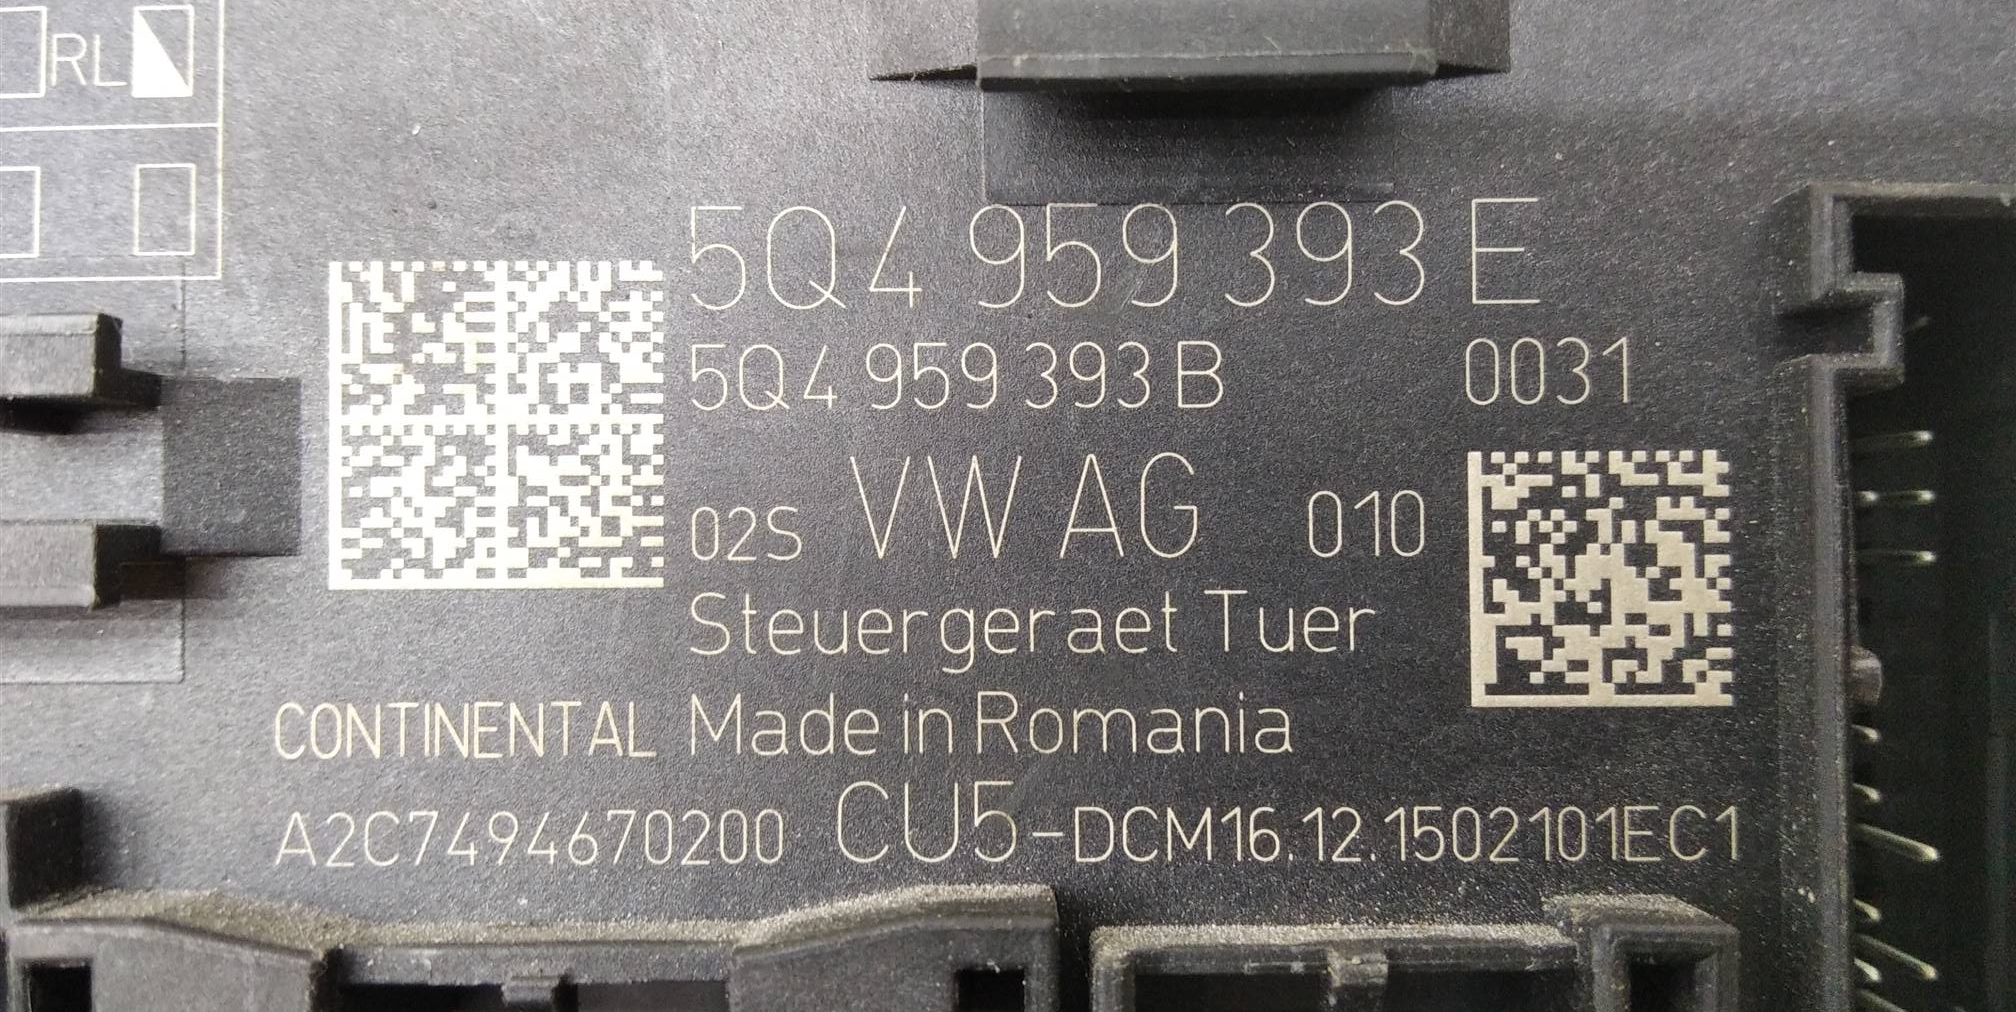 RL
5Q4 959 393 E
5Q4 959 393 B 0031
02S VW AG 010
Steuergeraet Tuer
CONTINENTAL Made in Romania
A2C7494670200 CU5-DCM16.12.1502101EC1